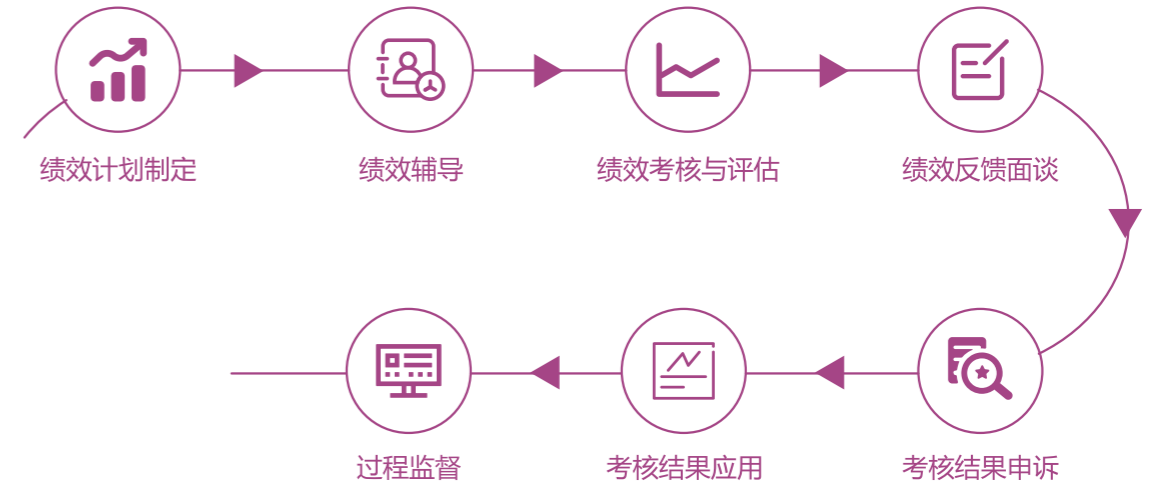 绩效计划制定
绩效辅导
绩效考核与评估
绩效反馈面谈
考核结果申诉
考核结果应用
过程监督